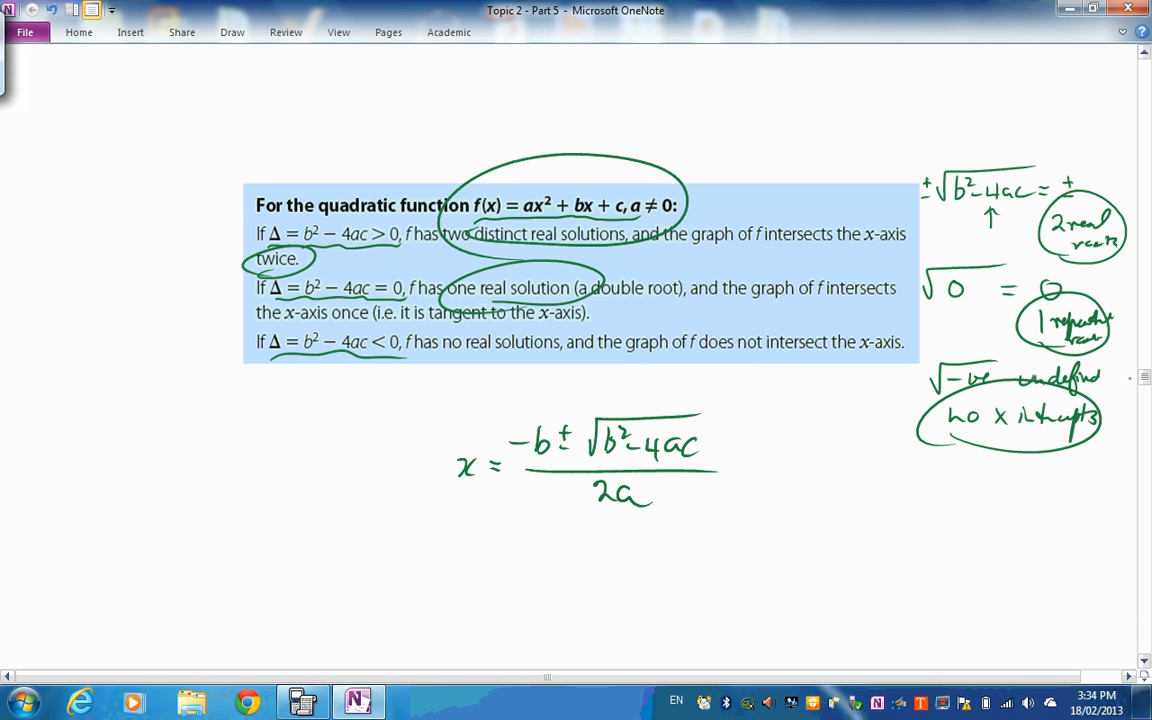 Topic 2 - Part 5 - Microsoft OneNote
File Home Insert Share Draw Review View Pages Academic
For the quadratic function f(x) = ax² + bx + c, a ≠ 0:
If Δ = b² − 4ac > 0, f has two distinct real solutions, and the graph of f intersects the x-axis
twice.
If Δ = b² − 4ac = 0, f has one real solution (a double root), and the graph of f intersects
the x-axis once (i.e. it is tangent to the x-axis).
If Δ = b² − 4ac < 0, f has no real solutions, and the graph of f does not intersect the x-axis.
± √b²-4ac = ±
↑
2 real
roots
√0 = 0
1
√-ve undefind
no x intercepts
x = -b ± √b²-4ac
2a
EN
3:34 PM
18/02/2013